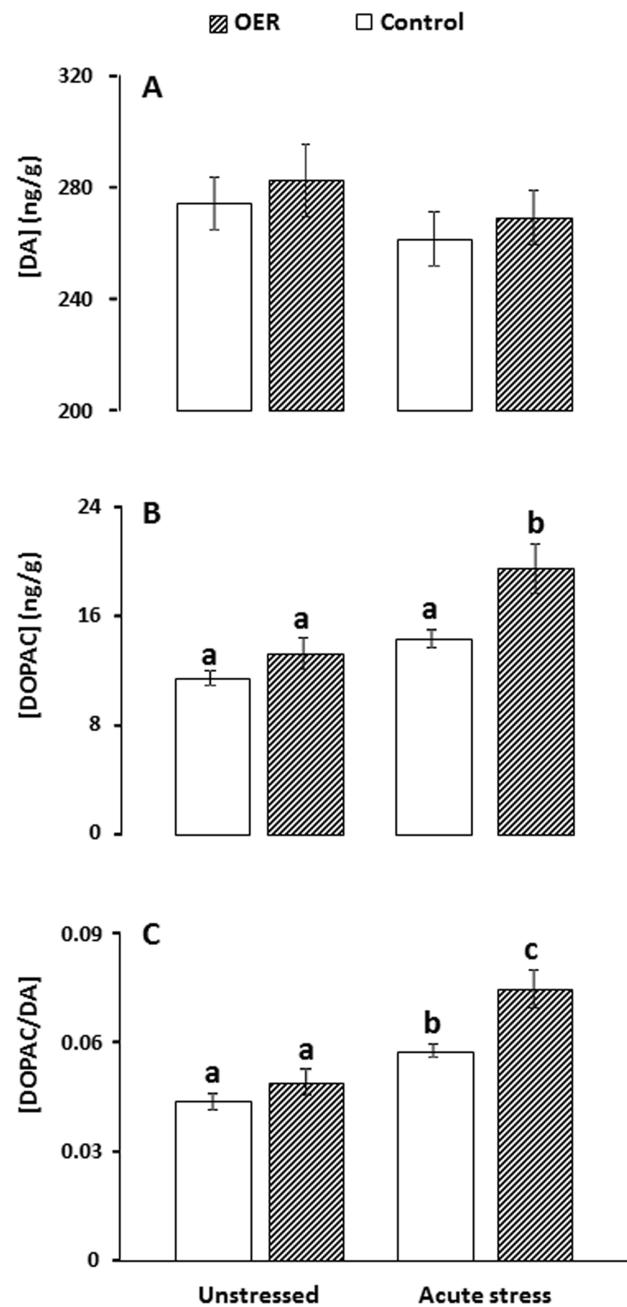 OER Control
A
320
280
240
200
[DA] (ng/g)
B
24
16
8
0
[DOPAC] (ng/g)
a
a
a
b
C
0.09
0.06
0.03
0
[DOPAC/DA]
a
a
b
c
Unstressed Acute stress